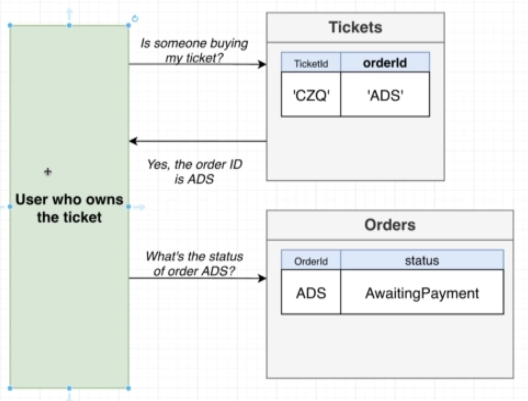 Tickets
Is someone buying
my ticket?
TicketId orderId
'CZQ' 'ADS'
Yes, the order ID
is ADS
User who owns
the ticket
Orders
What's the status
of order ADS?
OrderId status
ADS AwaitingPayment